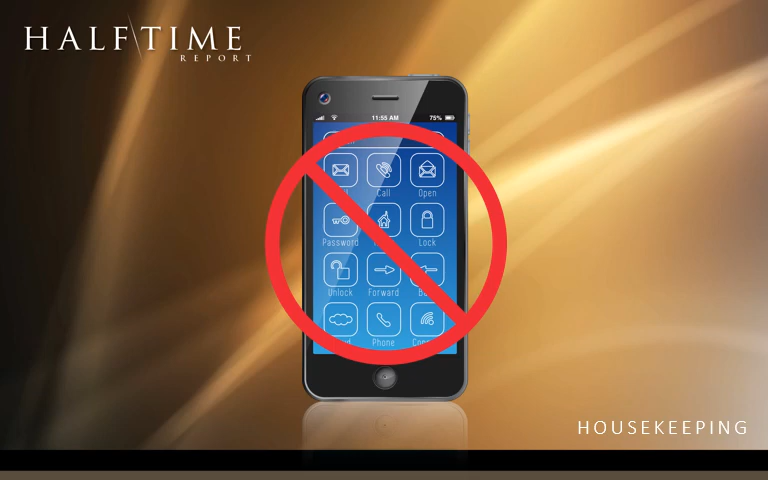 HALF\TIME
REPORT
11:55 AM 75%
Call Open
Password Lock
Unlock Forward
Phone
HOUSEKEEPING